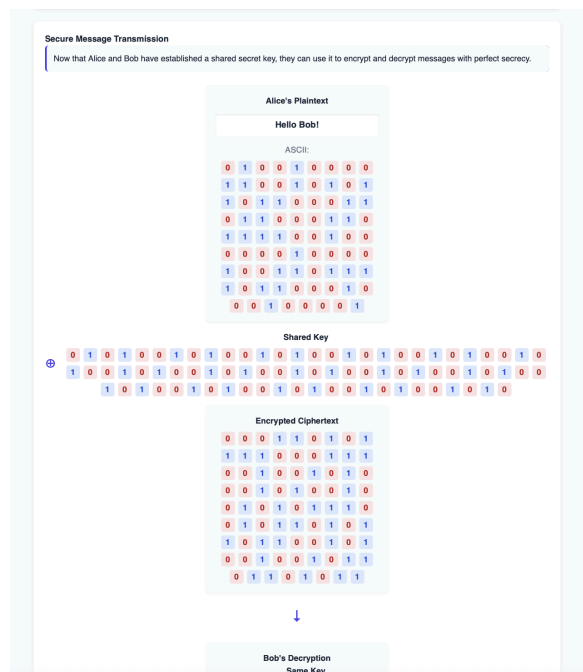 Secure Message Transmission
Now that Alice and Bob have established a shared secret key, they can use it to encrypt and decrypt messages with perfect secrecy.
Alice's Plaintext
Hello Bob!
ASCII:
0 1 0 0 1 0 0 0 0
1 1 0 0 1 0 1 0 1
1 0 1 1 0 0 0 1 1
0 1 1 0 0 0 1 1 0
1 1 1 1 0 0 1 0 0
0 0 0 0 1 0 0 0 0
1 0 0 1 1 0 1 1 1
1 0 1 1 0 0 0 1 0
0 0 1 0 0 0 0 1
Shared Key
⊕ 0 1 0 1 0 0 1 0 1 0 0 1 0 1 0 0 1 0 1 0 0 1 0 1 0 0 1 0
1 0 0 1 0 1 0 0 1 0 1 0 0 1 0 1 0 0 1 0 1 0 0 1 0 1 0 0
1 0 1 0 0 1 0 1 0 0 1 0 1 0 0 1 0 1 0 0 1 0 1 0
Encrypted Ciphertext
0 0 0 1 1 0 1 0 1
1 1 1 0 0 0 1 1 1
0 0 1 0 0 1 0 1 0
0 0 1 0 1 0 0 1 0
0 1 0 1 0 1 1 1 0
0 1 0 1 1 0 1 0 1
1 0 1 1 0 0 1 0 1
0 0 1 0 0 1 0 1 1
0 1 1 0 1 0 1 1
↓
Bob's Decryption
Same Key